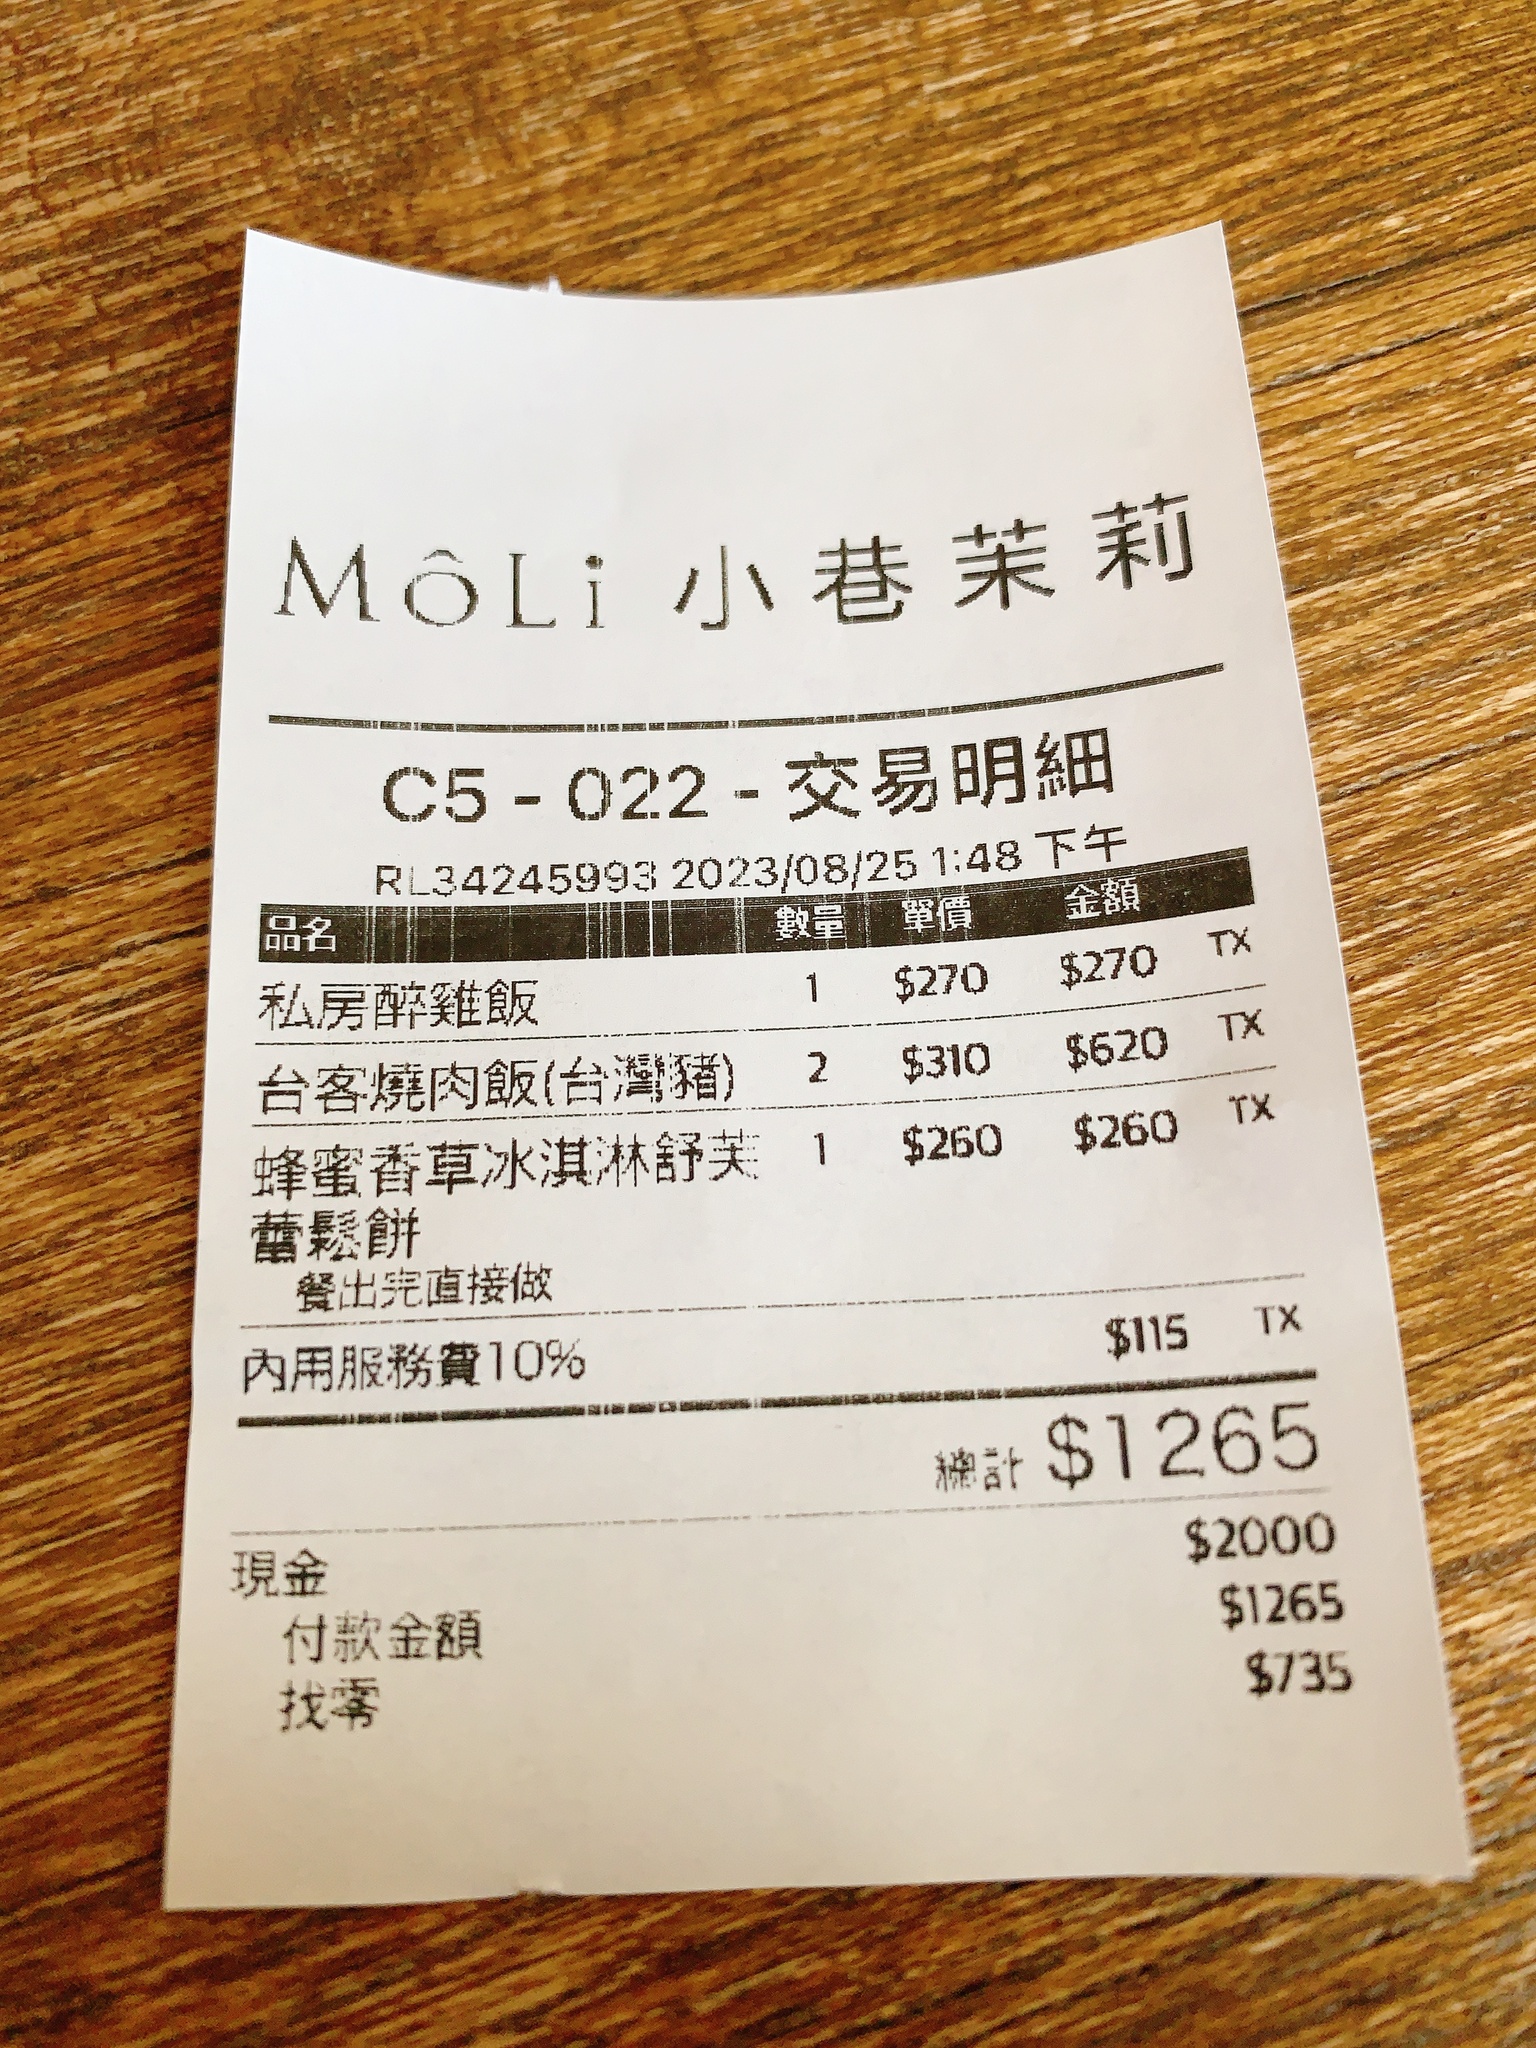 MôLi 小巷茉莉
C5 - 022 - 交易明細
RL34245993 2023/08/25 1:48 下午
品名 數量 單價 金額
私房醉雞飯 1 $270 $270 TX
台客燒肉飯(台灣豬) 2 $310 $620 TX
蜂蜜香草冰淇淋舒芙 1 $260 $260 TX
蕾鬆餅
餐出完直接做
內用服務費10% $115 TX
總計 $1265
現金 $2000
付款金額 $1265
找零 $735